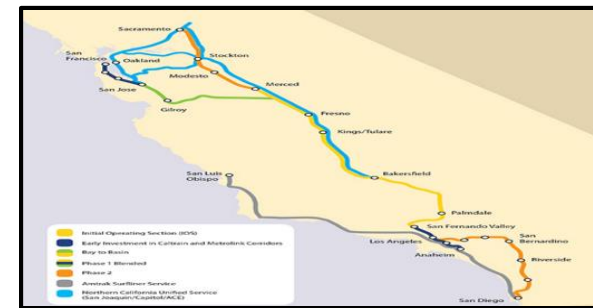 Sacramento
San
Francisco
Oakland
Stockton
Modesto
Merced
San Jose
Gilroy
Fresno
Kings/Tulare
San Luis
Obispo
Bakersfield
Palmdale
San Fernando Valley
Los Angeles
San
Bernardino
Anaheim
Riverside
San Diego
Initial Operating Section (IOS)
Early Investment in Caltrain and Metrolink Corridors
Bay to Basin
Phase 1 Blended
Phase 2
Amtrak Surfliner Service
Northern California Unified Service
(San Joaquin/Capitol/ACE)